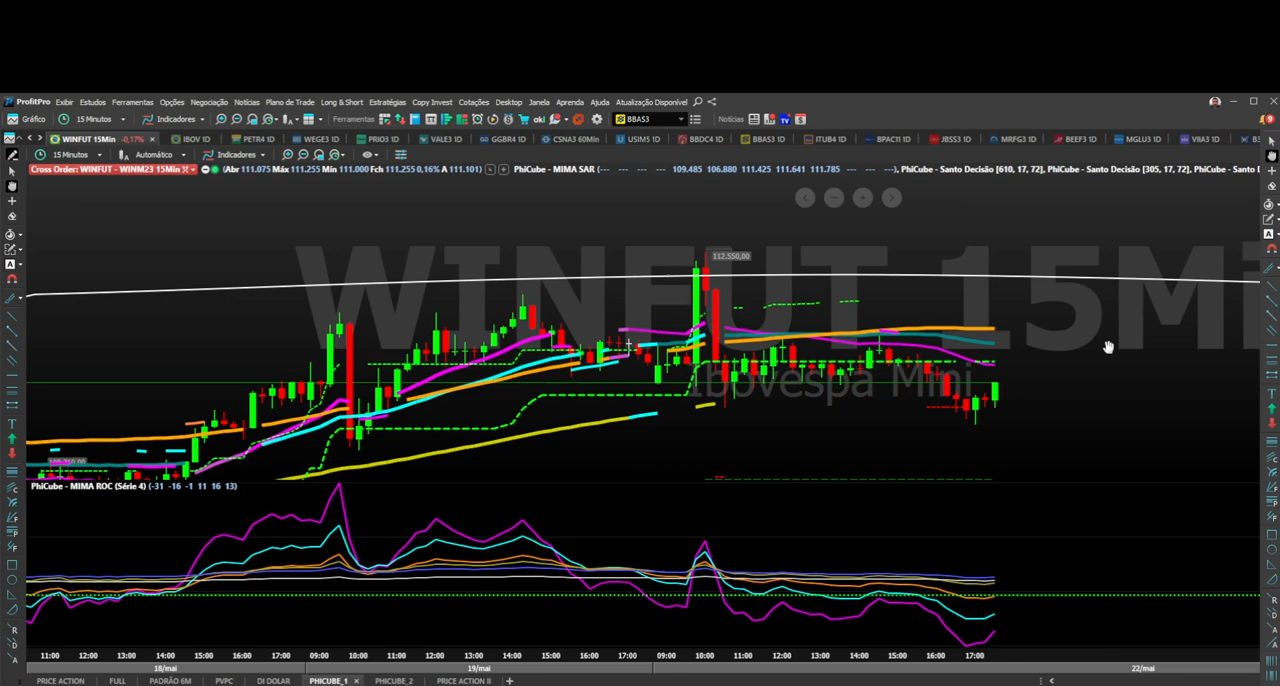 ProfitPro Exibir Estudos Ferramentas Opções Negociação Notícias Plano de Trade Long & Short Estratégias Copy Invest Cotações Desktop Janela Aprenda Ajuda Atualização Disponível
Gráfico 15 Minutos Indicadores Ferramentas akl BBAS3 Notícias 9
WINFUT 15Min -0,17% IBOV 1D PETR4 1D WEGE3 1D PRIO3 1D VALE3 1D GGBR4 1D CSNA3 60Min USIM5 1D BBDC4 1D BBAS3 1D ITUB4 1D BPAC11 1D JBSS3 1D MRFG3 1D BEEF3 1D MGLU3 1D VIIA3 1D B3
15 Minutos Automático Indicadores
Cross Order: WINFUT - WINM23 15Min (Abr 111.075 Máx 111.255 Min 111.000 Fch 111.255 0,16% A 111.101) PhiCube - MIMA SAR (--- --- --- --- 109.485 106.880 111.425 111.641 111.785 --- --- ---), PhiCube - Santo Decisão [610, 17, 72], PhiCube - Santo Decisão [305, 17, 72], PhiCube - Santo D
112.550,00
WINFUT 15Mi
Ibovespa Mini
PhiCube - MIMA ROC (Série 4) (-31 -16 -1 11 16 13)
11:00 12:00 13:00 14:00 15:00 16:00 17:00 09:00 10:00 11:00 12:00 13:00 14:00 15:00 16:00 17:00 09:00 10:00 11:00 12:00 13:00 14:00 15:00 16:00 17:00
18/mai 19/mai 22/mai
PRICE ACTION FULL PADRÃO 6M PVPC DI DOLAR PHICUBE_1 PHICUBE_2 PRICE ACTION II